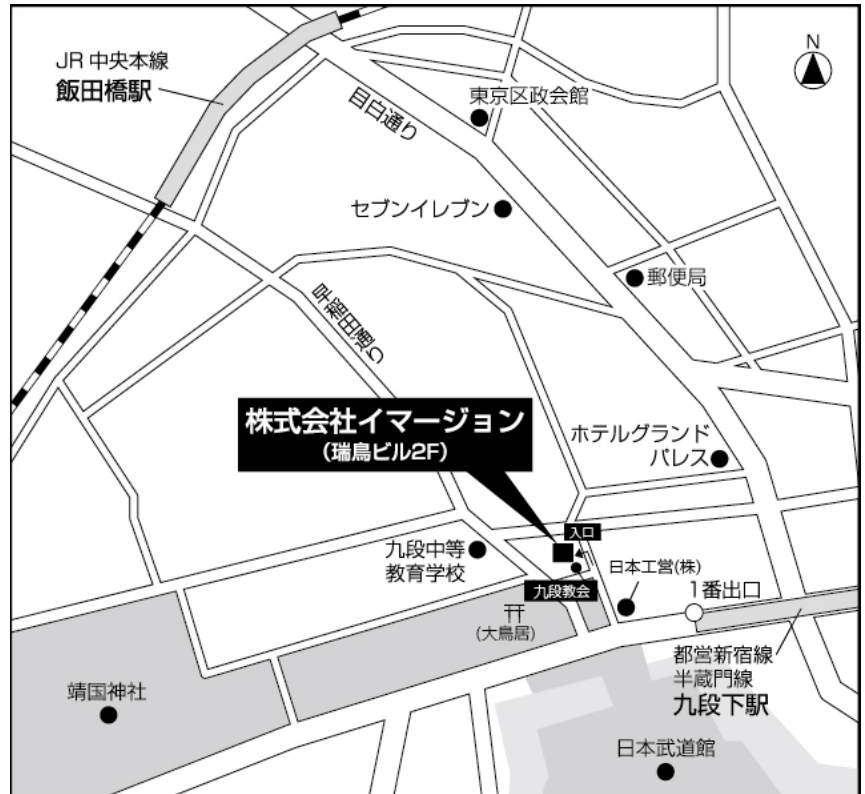 JR 中央本線
飯田橋駅
N
目白通り
東京区政会館
セブンイレブン
郵便局
早稲田通り
株式会社イマージョン
(瑞鳥ビル2F)
ホテルグランド
パレス
入口
九段中等
教育学校
九段教会
日本工営(株)
1番出口
(大鳥居)
都営新宿線
半蔵門線
九段下駅
靖国神社
日本武道館